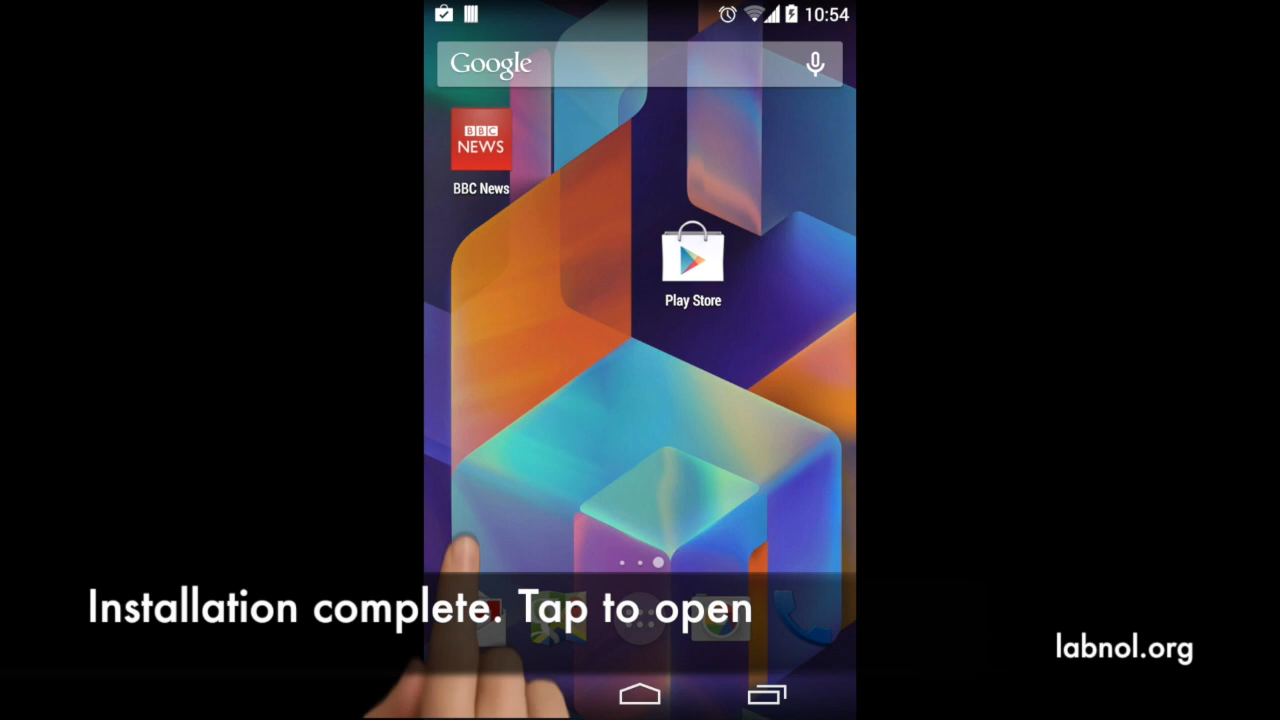 10:54
Google
BBC
NEWS
BBC News
Play Store
Installation complete. Tap to open
labnol.org